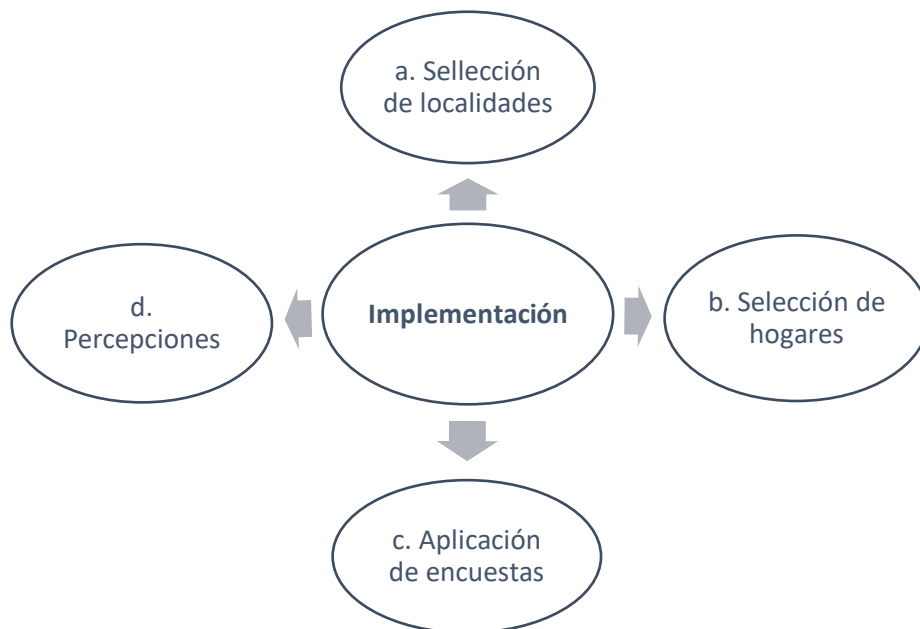 a. Sellección
de localidades
d.
Percepciones
Implementación
b. Selección de
hogares
c. Aplicación
de encuestas